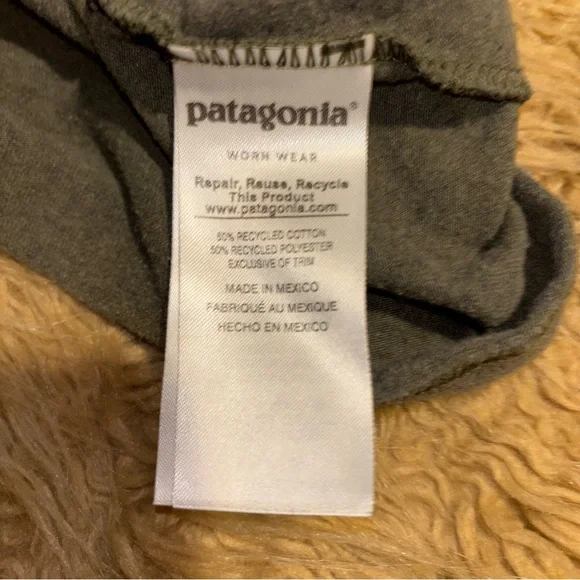 patagonia®
WORN WEAR
Repair, Reuse, Recycle
This Product
www.patagonia.com
50% RECYCLED COTTON
50% RECYCLED POLYESTER
EXCLUSIVE OF TRIM
MADE IN MEXICO
FABRIQUÉ AU MEXIQUE
HECHO EN MEXICO